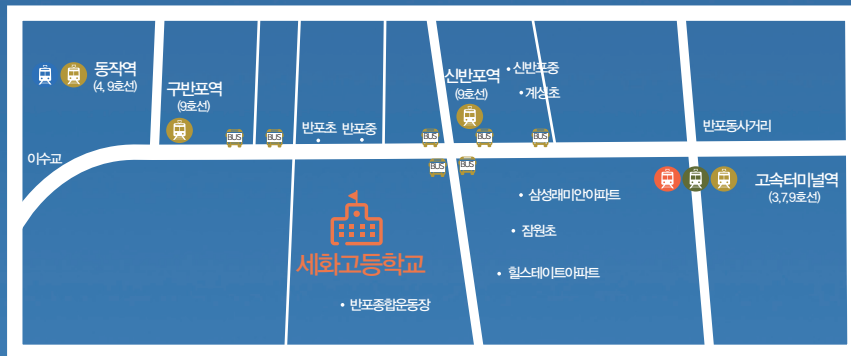 동작역
(4, 9호선)
구반포역
(9호선)
신반포역
(9호선)
신반포중
계성초
BUS
BUS
반포초
반포중
BUS
BUS
BUS
BUS
BUS
반포동사거리
이수교
고속터미널역
(3,7,9호선)
삼성래미안아파트
잠원초
세화고등학교
힐스테이트아파트
반포종합운동장